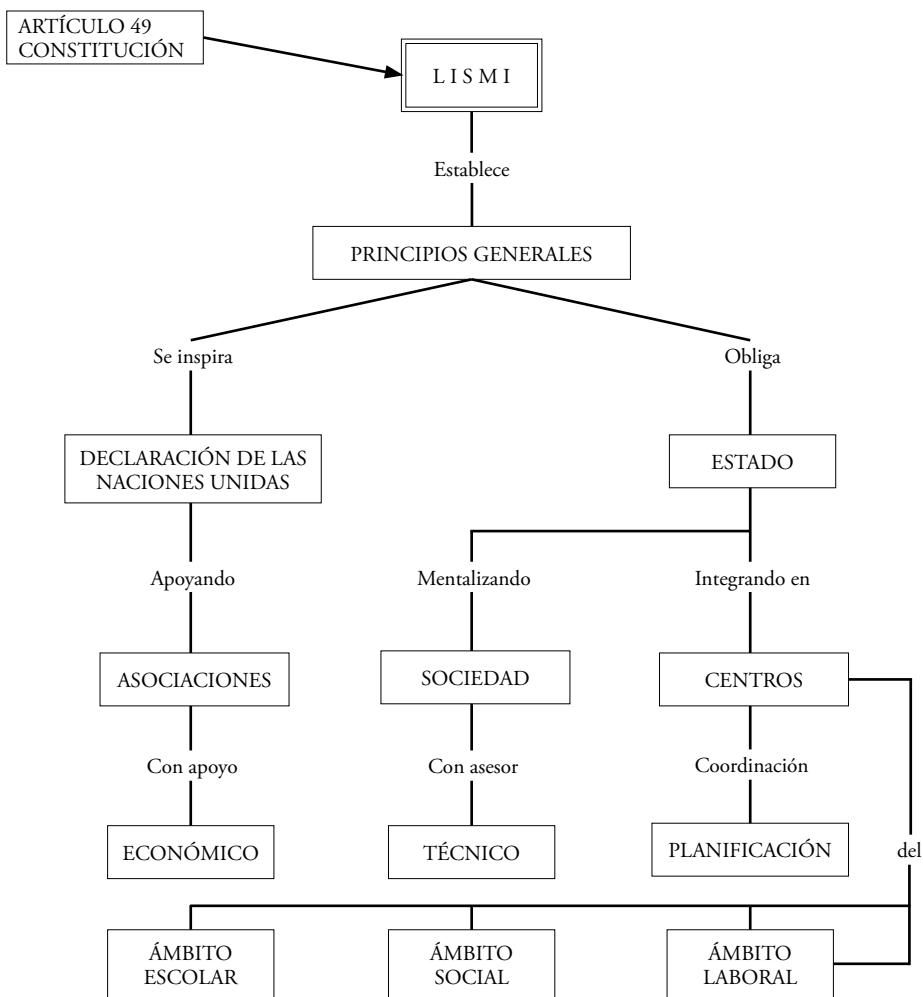 ARTÍCULO 49
CONSTITUCIÓN
L I S M I
Establece
PRINCIPIOS GENERALES
Se inspira
Obliga
DECLARACIÓN DE LAS
NACIONES UNIDAS
ESTADO
Apoyando
Mentalizando
Integrando en
ASOCIACIONES
SOCIEDAD
CENTROS
Con apoyo
Con asesor
Coordinación
ECONÓMICO
TÉCNICO
PLANIFICACIÓN
del
ÁMBITO
ESCOLAR
ÁMBITO
SOCIAL
ÁMBITO
LABORAL